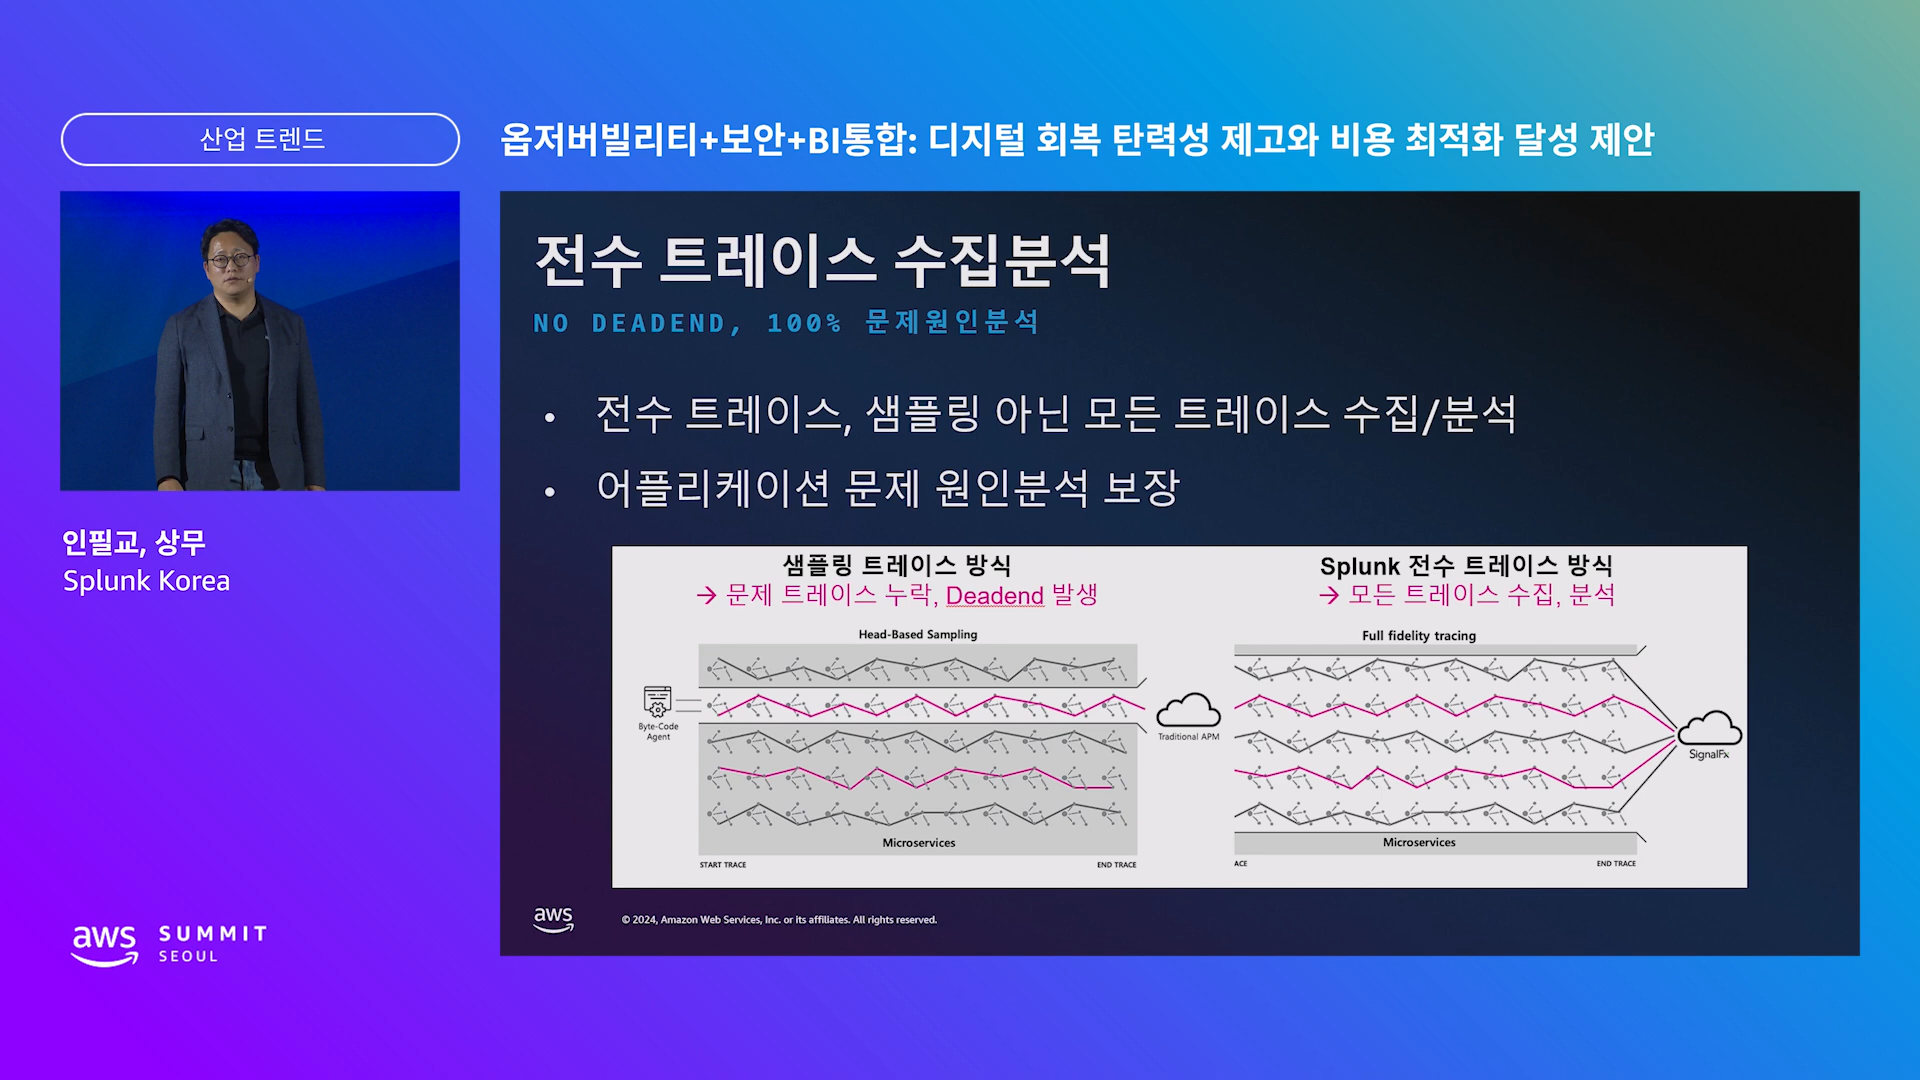 산업 트렌드
옵저버빌리티+보안+BI통합: 디지털 회복 탄력성 제고와 비용 최적화 달성 제안
인필교, 상무
Splunk Korea
aws SUMMIT
SEOUL
전수 트레이스 수집분석
NO DEADEND, 100% 문제원인분석
• 전수 트레이스, 샘플링 아닌 모든 트레이스 수집/분석
• 어플리케이션 문제 원인분석 보장
샘플링 트레이스 방식
→ 문제 트레이스 누락, Deadend 발생
Head-Based Sampling
Byte-Code
Agent
Traditional APM
Microservices
START TRACE
END TRACE
Splunk 전수 트레이스 방식
→ 모든 트레이스 수집, 분석
Full fidelity tracing
SignalFx
Microservices
ACE
END TRACE
aws
© 2024, Amazon Web Services, Inc. or its affiliates. All rights reserved.